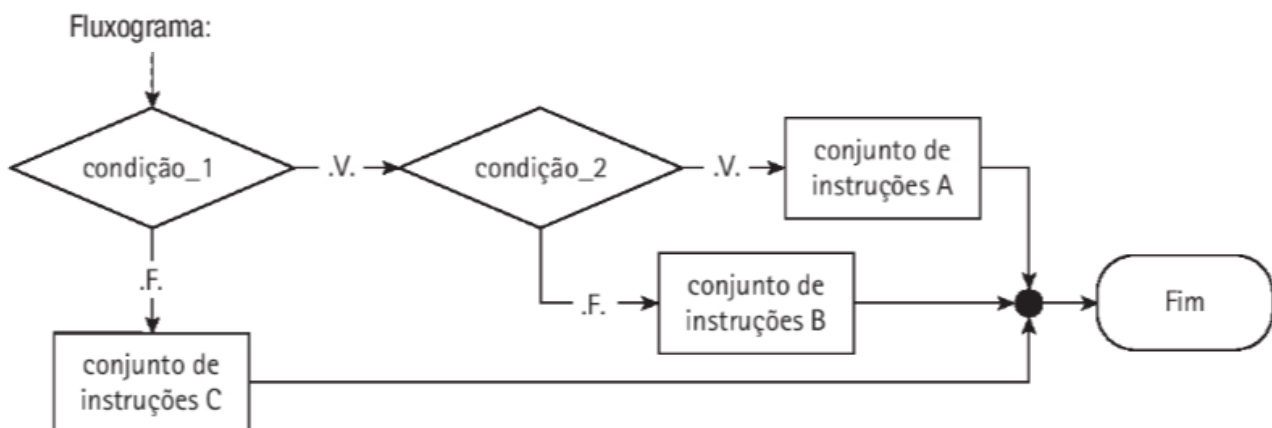 Fluxograma:
condição_1
.V.
condição_2
.V.
conjunto de
instruções A
.F.
.F.
conjunto de
instruções B
Fim
conjunto de
instruções C